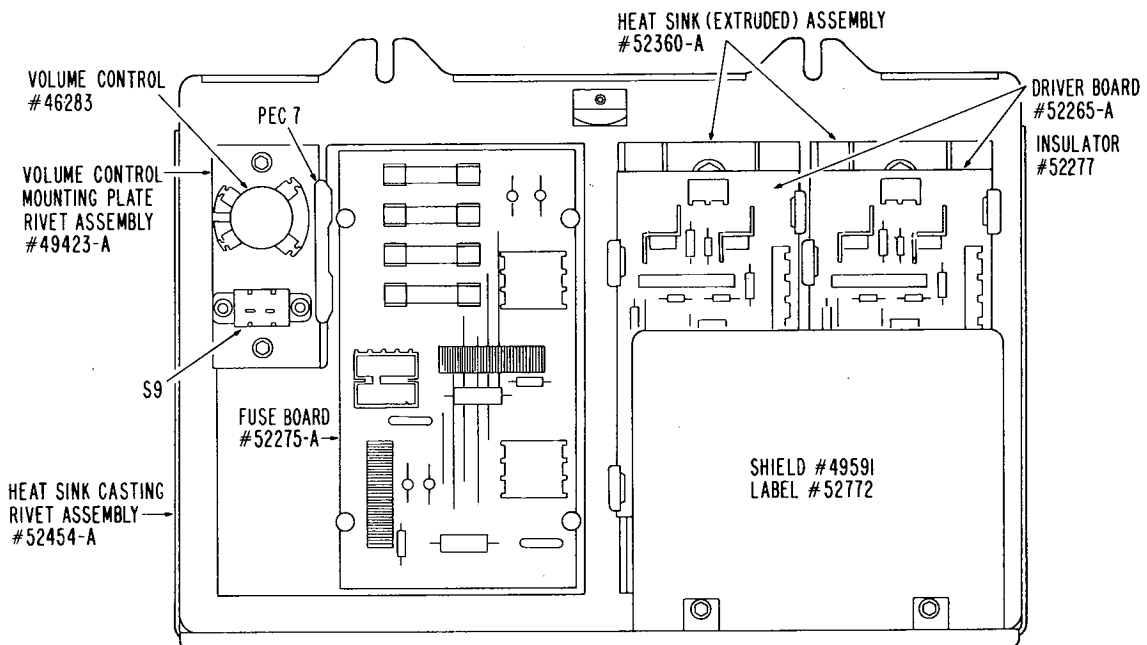 HEAT SINK (EXTRUDED) ASSEMBLY
#52360-A
VOLUME CONTROL
#46283
PEC 7
DRIVER BOARD
#52265-A
INSULATOR
#52277
VOLUME CONTROL
MOUNTING PLATE
RIVET ASSEMBLY
#49423-A
S9
FUSE BOARD
#52275-A
SHIELD #49591
LABEL #52772
HEAT SINK CASTING
RIVET ASSEMBLY
#52454-A